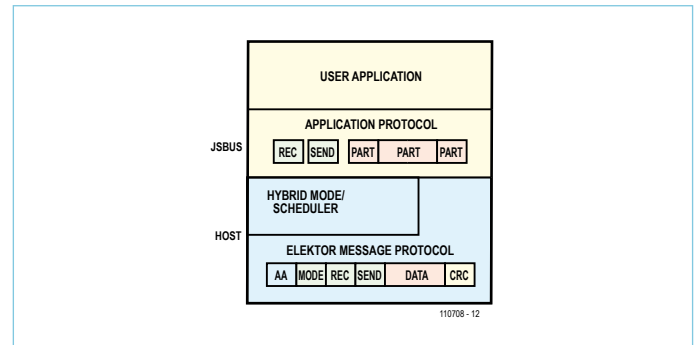 USER APPLICATION
APPLICATION PROTOCOL
JSBUS
REC SEND PART PART PART
HYBRID MODE/
SCHEDULER
HOST
ELEKTOR MESSAGE PROTOCOL
AA MODE REC SEND DATA CRC
110708 - 12